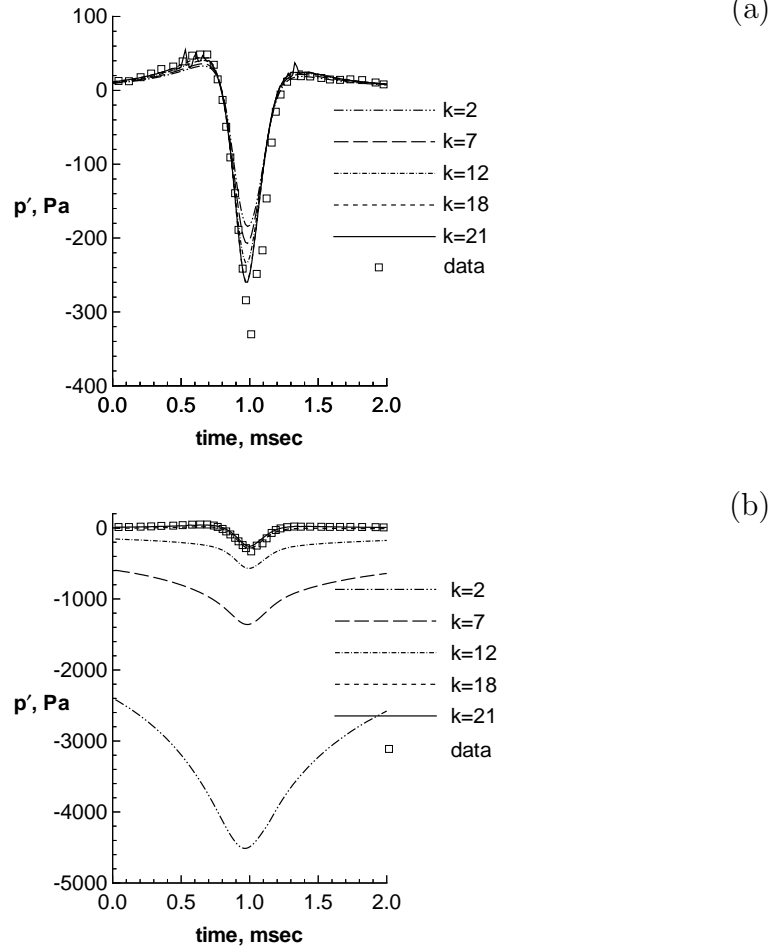 (a)
100
0
-100
-200
-300
-400
p′, Pa
0.0 0.5 1.0 1.5 2.0
time, msec
k=2
k=7
k=12
k=18
k=21
data
(b)
0
-1000
-2000
-3000
-4000
-5000
p′, Pa
0.0 0.5 1.0 1.5 2.0
time, msec
k=2
k=7
k=12
k=18
k=21
data